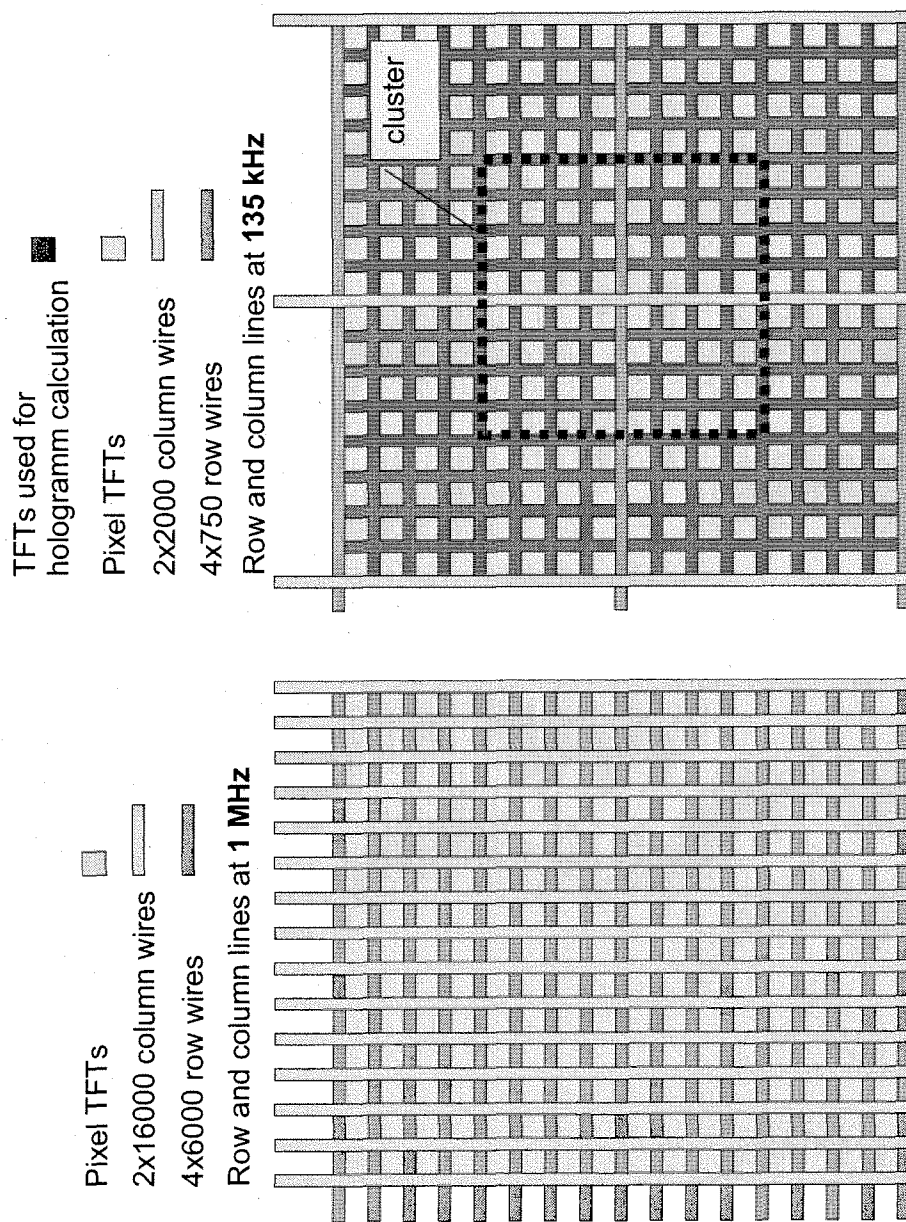 Pixel TFTs
2x16000 column wires
4x6000 row wires
Row and column lines at 1 MHz
TFTs used for
hologramm calculation
Pixel TFTs
2x2000 column wires
4x750 row wires
Row and column lines at 135 kHz
cluster